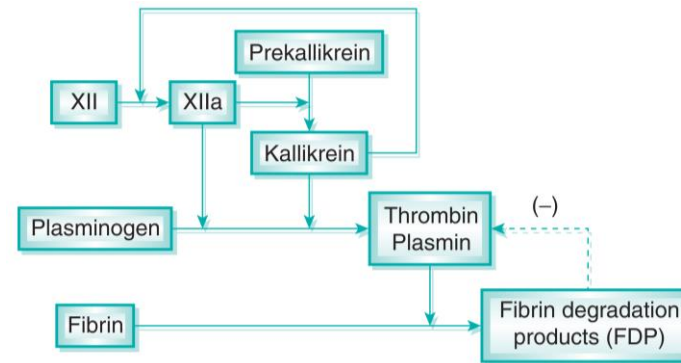 Prekallikrein
XII
XIIa
Kallikrein
Plasminogen
Thrombin
Plasmin
(–)
Fibrin
Fibrin degradation
products (FDP)